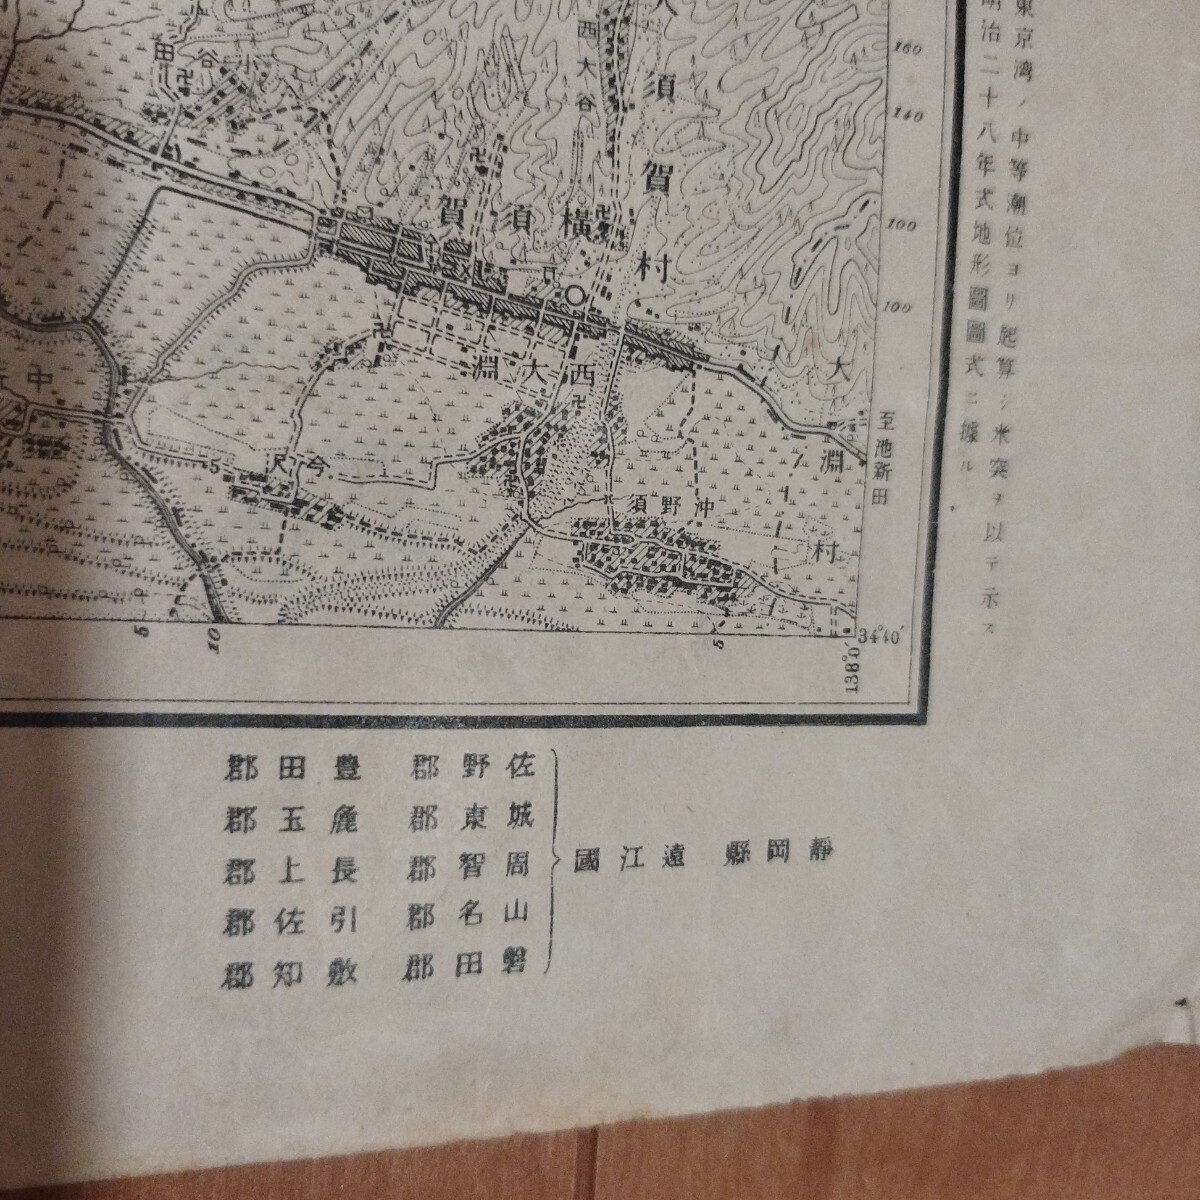 東京湾ノ中等潮位ヨリ起算シ米突ヲ以テ示ス
明治二十八年式地形圖圖式ニ據ル
靜岡縣 遠江國
佐野郡 豊田郡
城東郡 麁玉郡
周智郡 長上郡
山名郡 引佐郡
磐田郡 敷知郡
大須賀村
西大谷
小谷田
横須賀
西大淵
大淵村
沖野須
今沢
中
至池新田
160
140
100
100
5
5
10
5
34°40′
138°0′